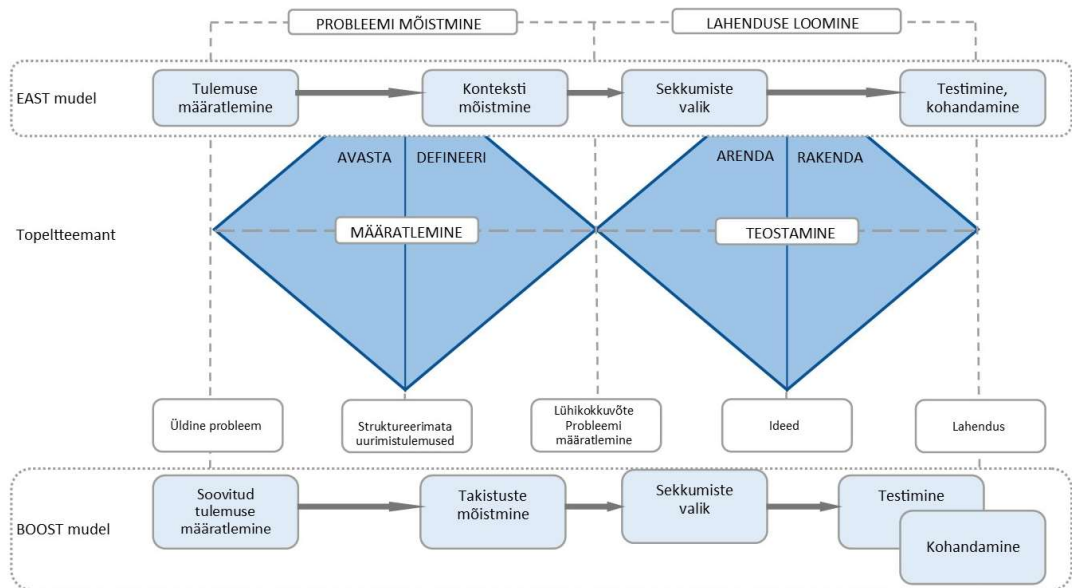 PROBLEEMI MÕISTMINE
LAHENDUSE LOOMINE
EAST mudel
Tulemuse
määratlemine
Konteksti
mõistmine
Sekkumiste
valik
Testimine,
kohandamine
AVASTA
DEFINEERI
ARENDA
RAKENDA
Topeltteemant
MÄÄRATLEMINE
TEOSTAMINE
Üldine probleem
Struktureerimata
uurimistulemused
Lühikokkuvõte
Probleemi
määratlemine
Ideed
Lahendus
BOOST mudel
Soovitud
tulemuse
määratlemine
Takistuste
mõistmine
Sekkumiste
valik
Testimine
Kohandamine